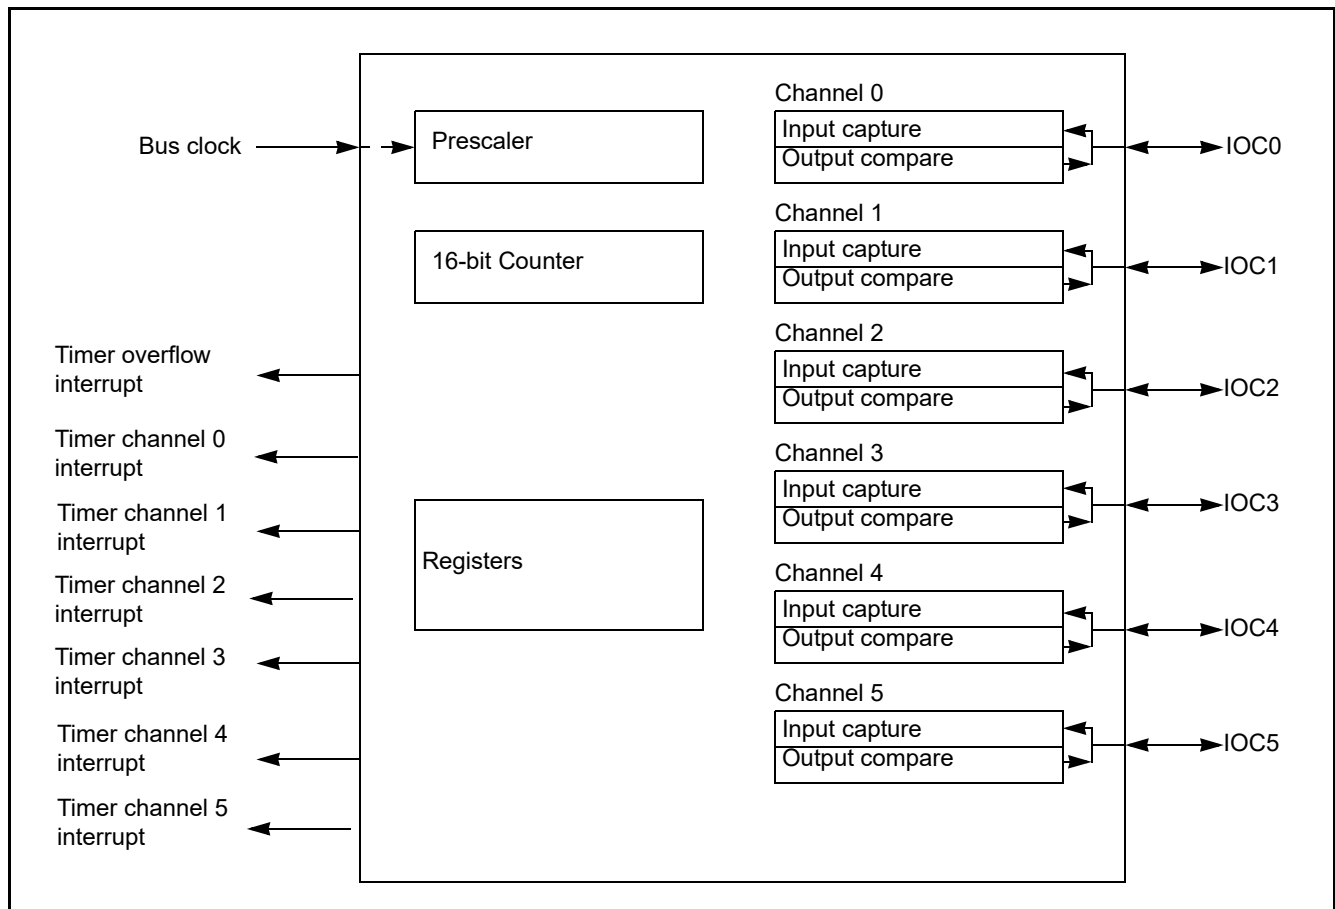 Bus clock
Prescaler
16-bit Counter
Registers
Timer overflow
interrupt
Timer channel 0
interrupt
Timer channel 1
interrupt
Timer channel 2
interrupt
Timer channel 3
interrupt
Timer channel 4
interrupt
Timer channel 5
interrupt
Channel 0
Input capture
Output compare
IOC0
Channel 1
Input capture
Output compare
IOC1
Channel 2
Input capture
Output compare
IOC2
Channel 3
Input capture
Output compare
IOC3
Channel 4
Input capture
Output compare
IOC4
Channel 5
Input capture
Output compare
IOC5